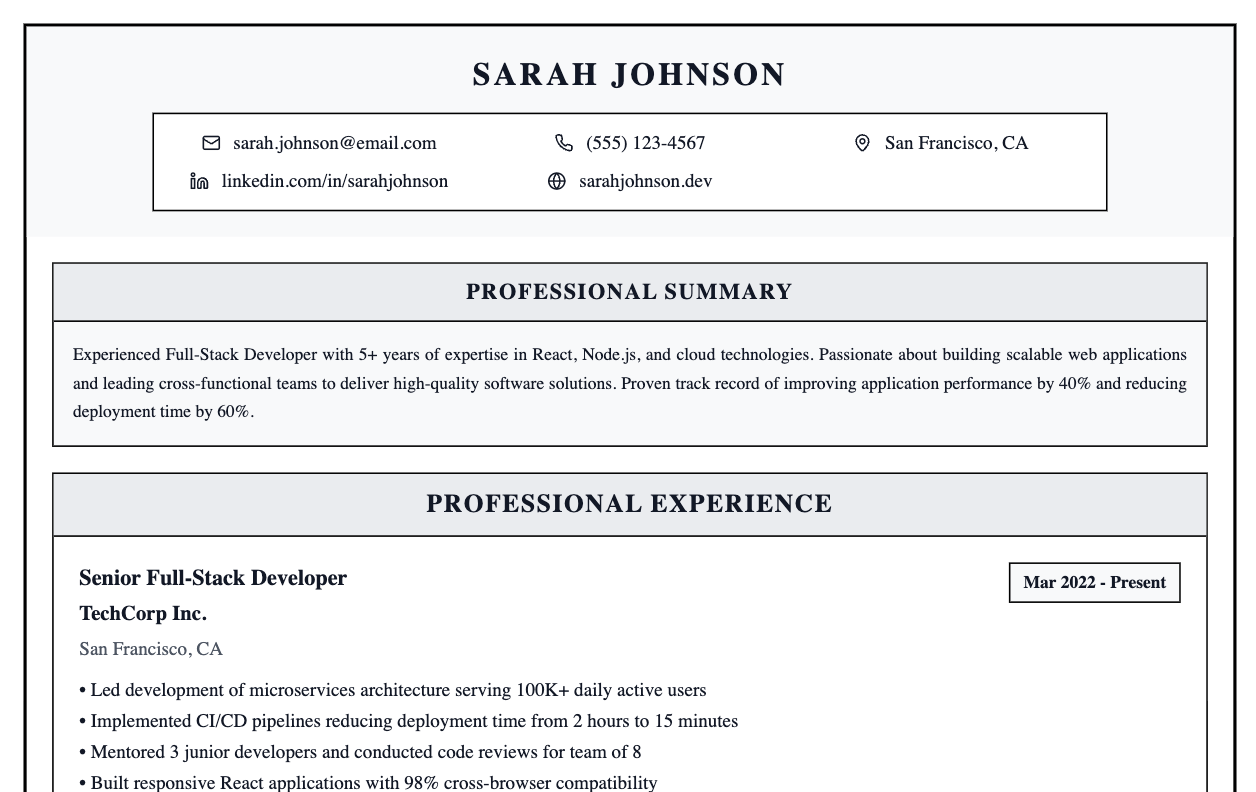 SARAH JOHNSON
sarah.johnson@email.com (555) 123-4567 San Francisco, CA
linkedin.com/in/sarahjohnson sarahjohnson.dev
PROFESSIONAL SUMMARY
Experienced Full-Stack Developer with 5+ years of expertise in React, Node.js, and cloud technologies. Passionate about building scalable web applications
and leading cross-functional teams to deliver high-quality software solutions. Proven track record of improving application performance by 40% and reducing
deployment time by 60%.
PROFESSIONAL EXPERIENCE
Senior Full-Stack Developer Mar 2022 - Present
TechCorp Inc.
San Francisco, CA
• Led development of microservices architecture serving 100K+ daily active users
• Implemented CI/CD pipelines reducing deployment time from 2 hours to 15 minutes
• Mentored 3 junior developers and conducted code reviews for team of 8
• Built responsive React applications with 98% cross-browser compatibility